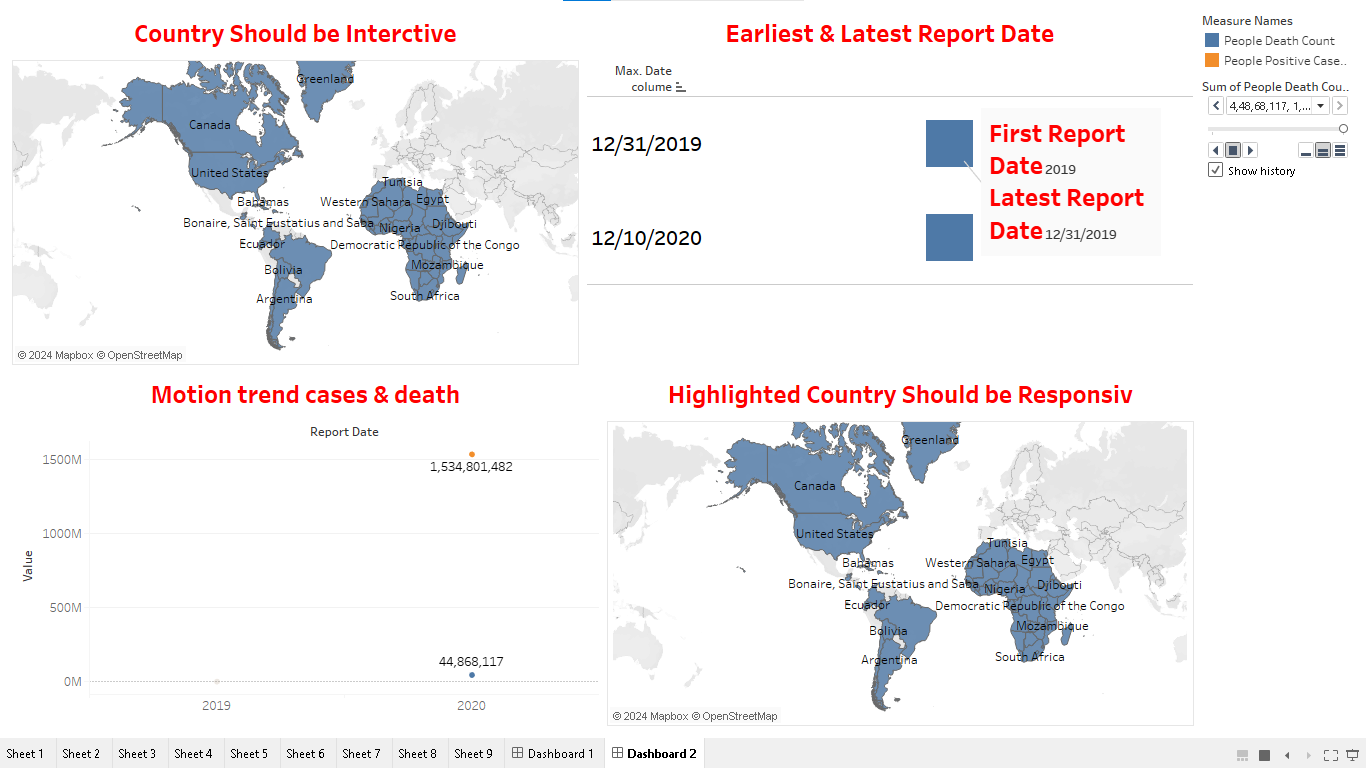 Country Should be Interctive
Greenland
Canada
United States
Tunisia
Bahamas
Western Sahara
Egypt
Bonaire, Saint Eustatius and Saba
Nigeria
Djibouti
Ecuador
Democratic Republic of the Congo
Bolivia
Mozambique
Argentina
South Africa
© 2024 Mapbox © OpenStreetMap
Earliest & Latest Report Date
Max. Date
colume
12/31/2019
12/10/2020
First Report
Date 2019
Latest Report
Date 12/31/2019
Measure Names
People Death Count
People Positive Case..
Sum of People Death Cou..
4,48,68,117, 1,...
Show history
Motion trend cases & death
Report Date
1500M
1,534,801,482
1000M
Value
500M
44,868,117
0M
2019
2020
Highlighted Country Should be Responsiv
Greenland
Canada
United States
Tunisia
Bahamas
Western Sahara
Egypt
Bonaire, Saint Eustatius and Saba
Nigeria
Djibouti
Ecuador
Democratic Republic of the Congo
Bolivia
Mozambique
Argentina
South Africa
© 2024 Mapbox © OpenStreetMap
Sheet 1
Sheet 2
Sheet 3
Sheet 4
Sheet 5
Sheet 6
Sheet 7
Sheet 8
Sheet 9
Dashboard 1
Dashboard 2